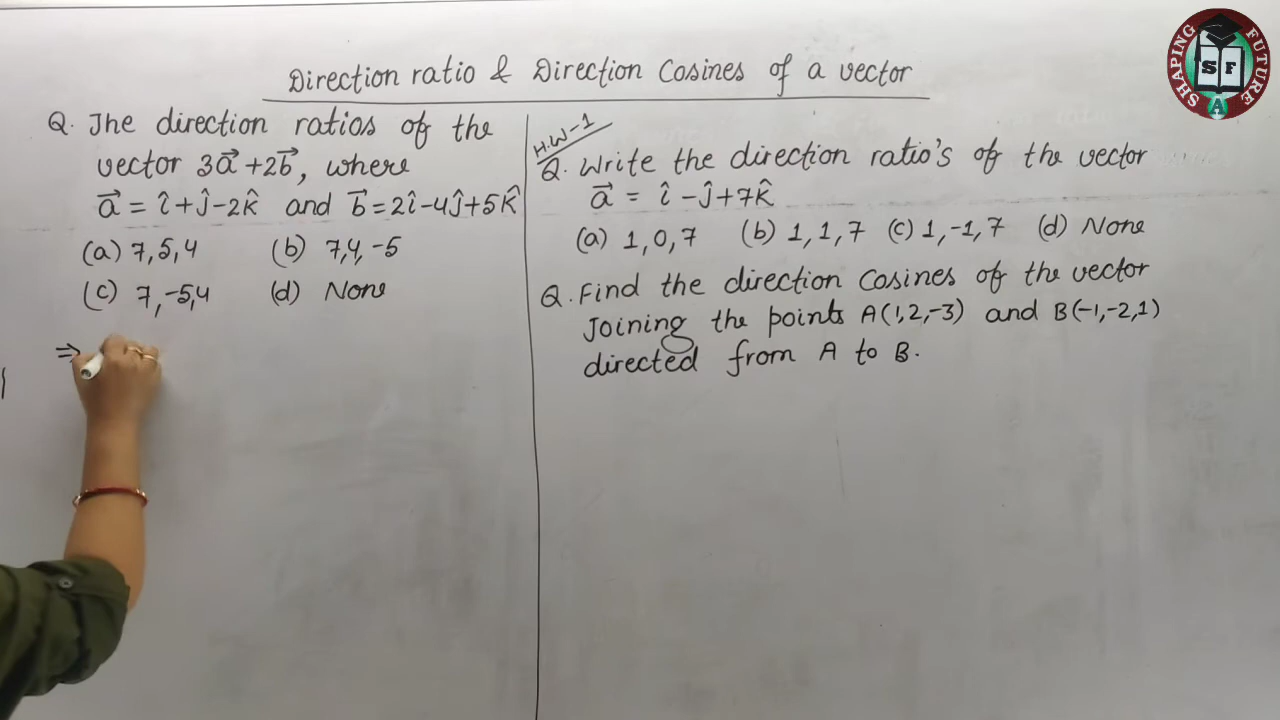 Direction ratio & Direction Cosines of a vector
Q. The direction ratios of the
vector 3a⃗ + 2b⃗, where
a⃗ = î + ĵ - 2k̂ and b⃗ = 2î - 4ĵ + 5k̂
(a) 7, 5, 4 (b) 7, 4, -5
(c) 7, -5, 4 (d) None
⇒
H.W-1
Q. Write the direction ratio's of the vector
a⃗ = î - ĵ + 7k̂
(a) 1, 0, 7 (b) 1, 1, 7 (c) 1, -1, 7 (d) None
Q. Find the direction Cosines of the vector
Joining the points A(1, 2, -3) and B(-1, -2, 1)
directed from A to B.
SHAPING FUTURE
S F
A